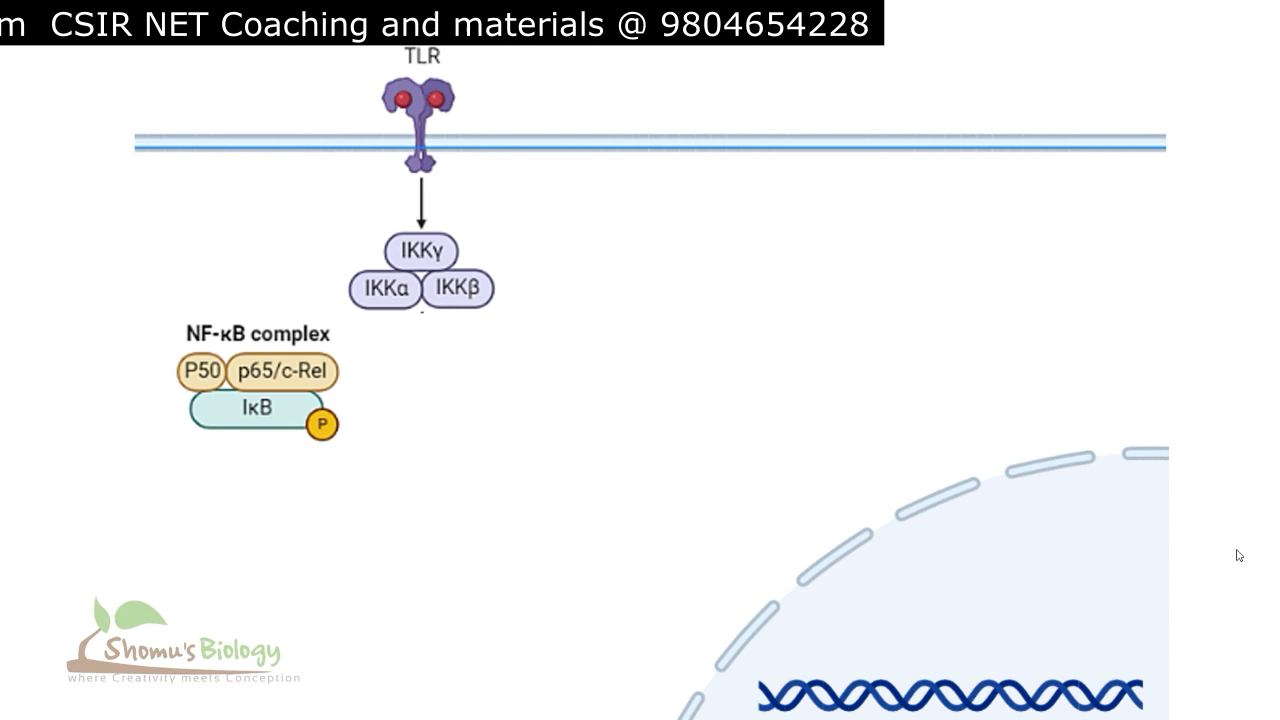 m CSIR NET Coaching and materials @ 9804654228
TLR
IKKγ
IKKα IKKβ
NF-κB complex
P50 p65/c-Rel
IκB
P
Shomu's Biology
where Creativity meets Conception